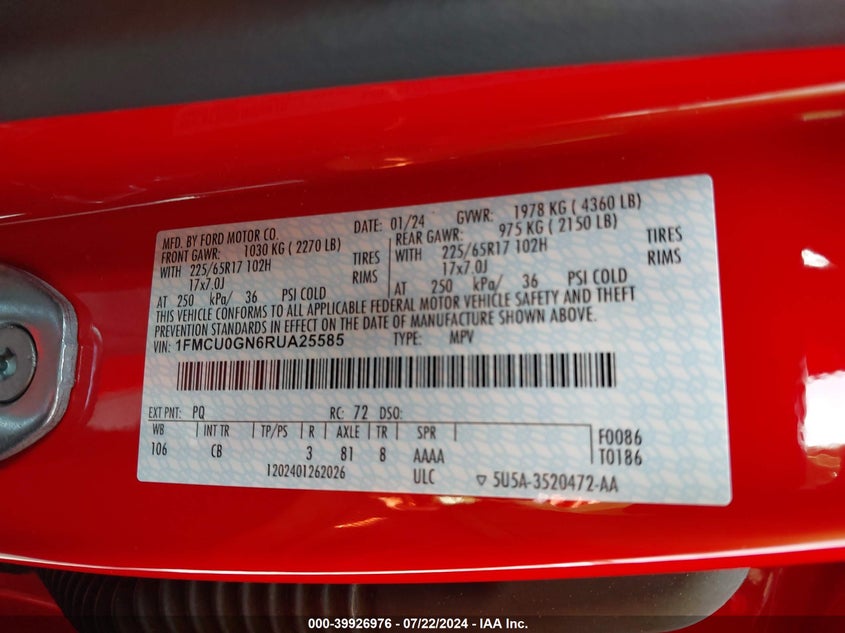 MFD. BY FORD MOTOR CO.
DATE: 01/24 GVWR: 1978 KG ( 4360 LB)
FRONT GAWR: 1030 KG ( 2270 LB) REAR GAWR: 975 KG ( 2150 LB)
WITH 225/65R17 102H TIRES WITH 225/65R17 102H TIRES
17x7.0J RIMS 17x7.0J RIMS
AT 250 kPa/ 36 PSI COLD AT 250 kPa/ 36 PSI COLD
THIS VEHICLE CONFORMS TO ALL APPLICABLE FEDERAL MOTOR VEHICLE SAFETY AND THEFT
PREVENTION STANDARDS IN EFFECT ON THE DATE OF MANUFACTURE SHOWN ABOVE.
VIN: 1FMCU0GN6RUA25585 TYPE: MPV
EXT PNT: PQ RC: 72 DSO:
WB INT TR TP/PS R AXLE TR SPR F0086
106 CB 3 81 8 AAAA T0186
1202401262026 ULC 5U5A-3520472-AA
000-39926976 - 07/22/2024 - IAA Inc.